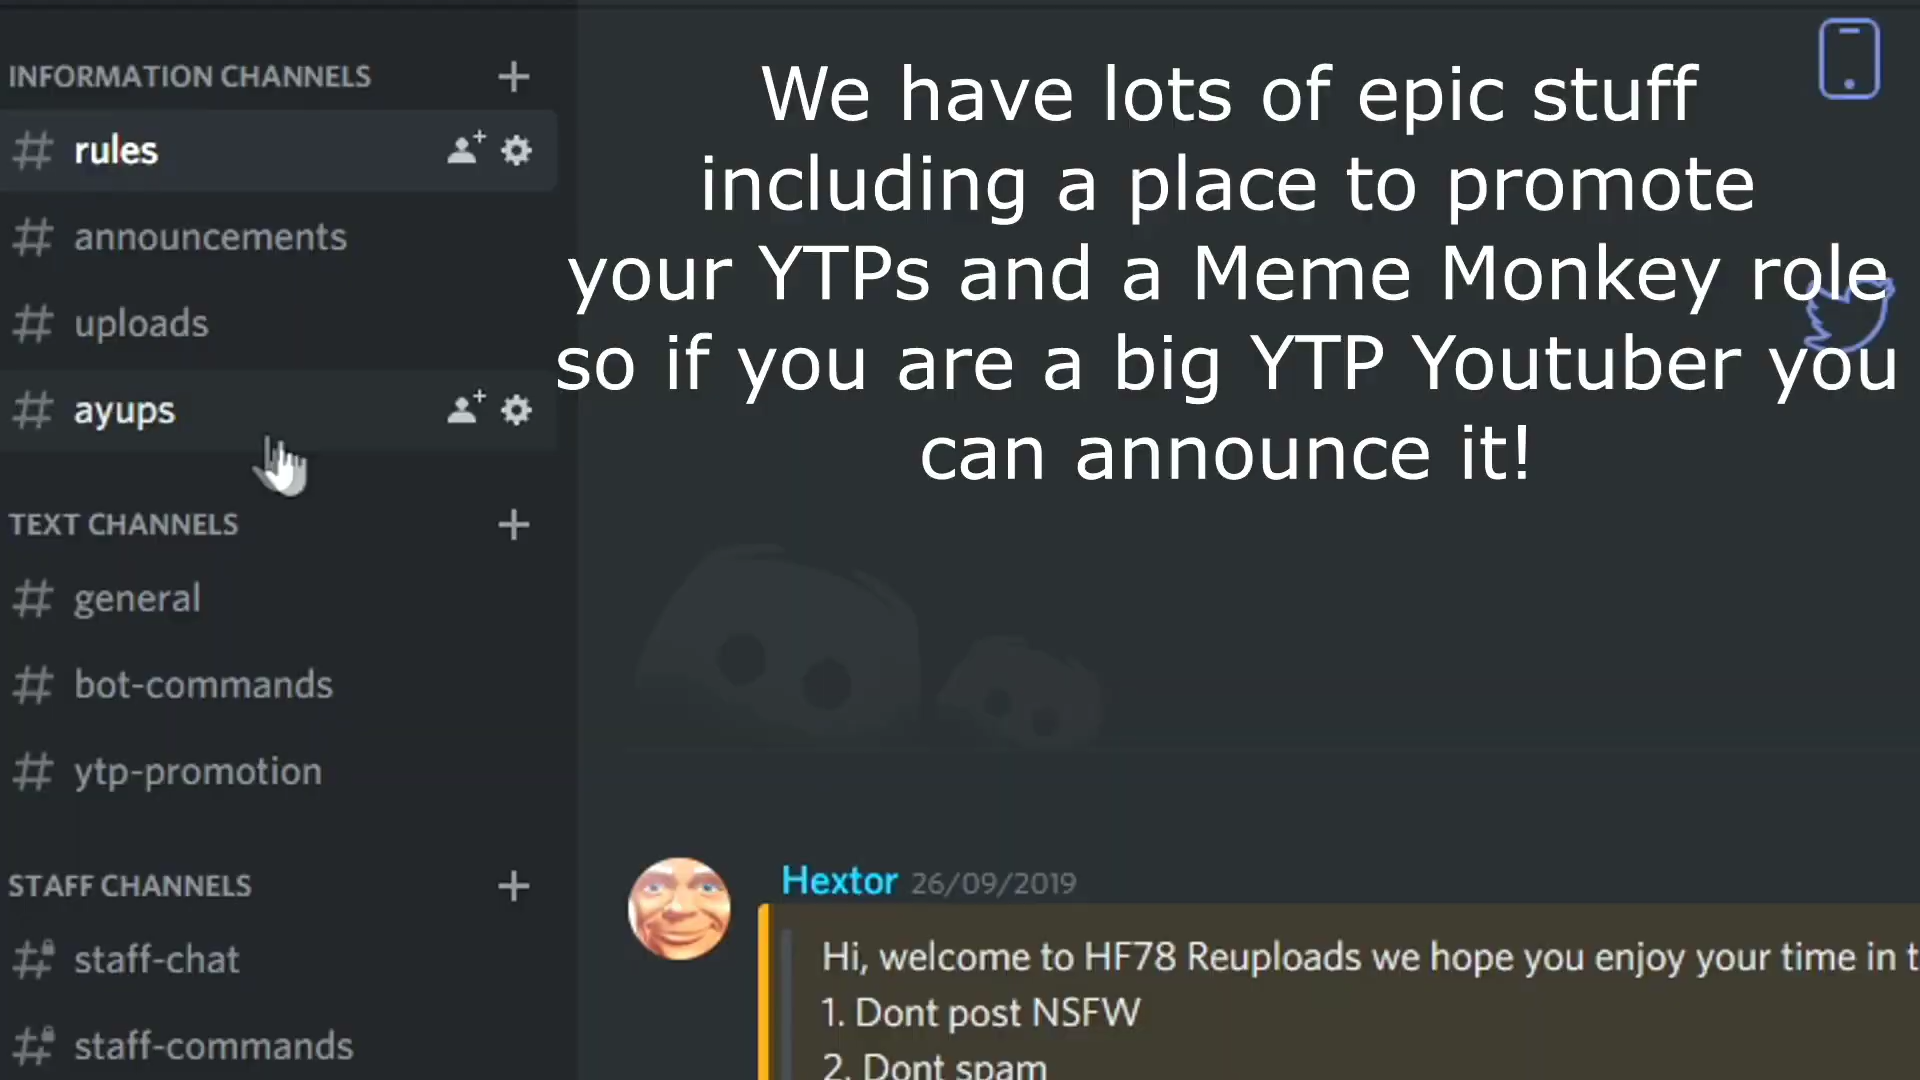 INFORMATION CHANNELS
rules
announcements
uploads
ayups
TEXT CHANNELS
general
bot-commands
ytp-promotion
STAFF CHANNELS
staff-chat
staff-commands
We have lots of epic stuff
including a place to promote
your YTPs and a Meme Monkey role
so if you are a big YTP Youtuber you
can announce it!
Hextor 26/09/2019
Hi, welcome to HF78 Reuploads we hope you enjoy your time in t
1. Dont post NSFW
2. Dont spam